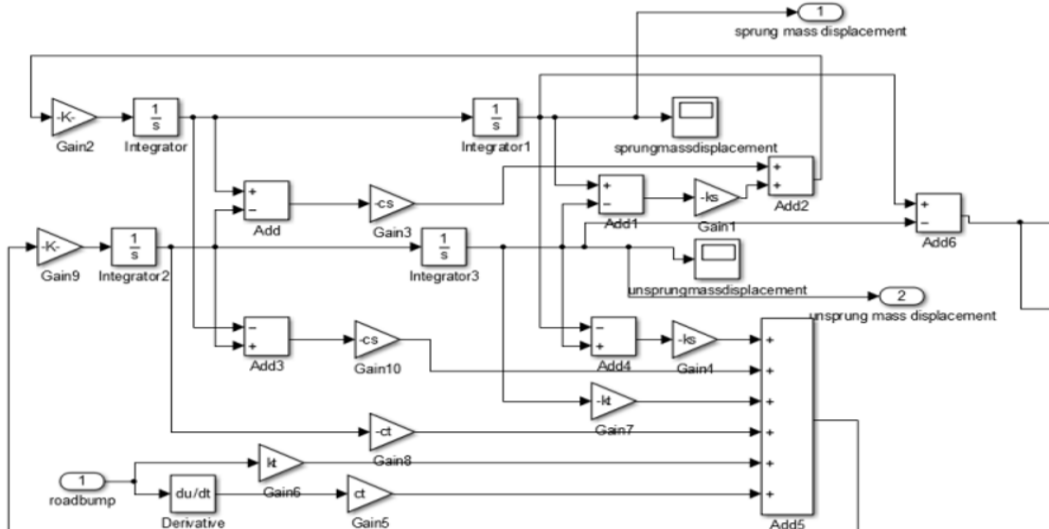 1
sprung mass displacement
-K-
Gain2
1
s
Integrator
1
s
Integrator1
sprungmassdisplacement
+
−
Add
-cs
Gain3
+
−
Add1
-ks
Gain1
+
+
Add2
+
−
Add6
-K-
Gain9
1
s
Integrator2
1
s
Integrator3
unsprungmassdisplacement
2
unsprung mass displacement
−
+
Add3
-cs
Gain10
−
+
Add4
-ks
Gain4
+
+
+
+
+
+
Add5
-kt
Gain7
-ct
Gain8
1
roadbump
kt
Gain6
du/dt
Derivative
ct
Gain5